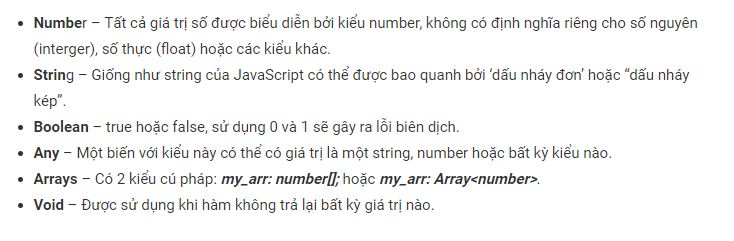 • Number – Tất cả giá trị số được biểu diễn bởi kiểu number, không có định nghĩa riêng cho số nguyên
(interger), số thực (float) hoặc các kiểu khác.
• String – Giống như string của JavaScript có thể được bao quanh bởi ‘dấu nháy đơn’ hoặc “dấu nháy
kép”.
• Boolean – true hoặc false, sử dụng 0 và 1 sẽ gây ra lỗi biên dịch.
• Any – Một biến với kiểu này có thể có giá trị là một string, number hoặc bất kỳ kiểu nào.
• Arrays – Có 2 kiểu cú pháp: my_arr: number[]; hoặc my_arr: Array<number>.
• Void – Được sử dụng khi hàm không trả lại bất kỳ giá trị nào.